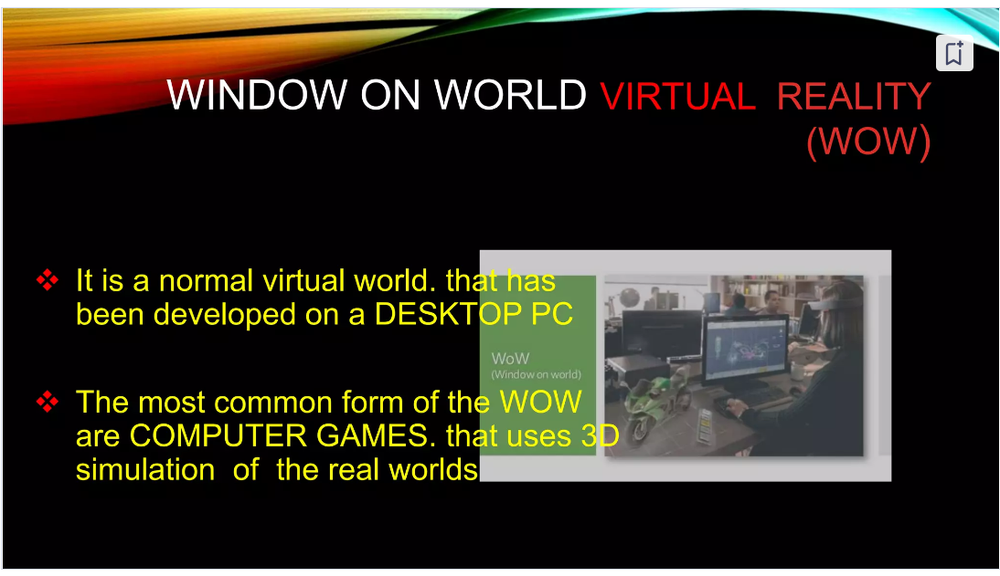 WINDOW ON WORLD VIRTUAL REALITY
(WOW)
It is a normal virtual world. that has
been developed on a DESKTOP PC
WoW
(Window on world)
The most common form of the WOW
are COMPUTER GAMES. that uses 3D
simulation of the real worlds